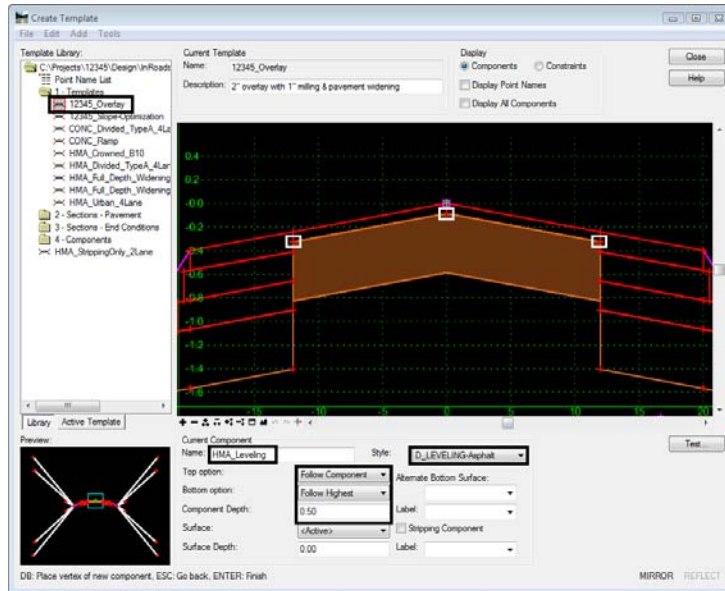 Create Template
File Edit Add Tools
Template Library:
C:\Projects\12345\Design\InRoads
Point Name List
1 - Templates
12345_Overlay
12345_Slope-Optimization
CONC_Divided_TypeA_4La
CONC_Ramp
HMA_Crowned_B10
HMA_Divided_TypeA_4Lar
HMA_Full_Depth_Widening
HMA_Full_Depth_Widening
HMA_Urban_4Lane
2 - Sections - Pavement
3 - Sections - End Conditions
4 - Components
HMA_StrippingOnly_2Lane
Library Active Template
Current Template
Name: 12345_Overlay
Description: 2" overlay with 1" milling & pavement widening
Display
Components Constraints
Display Point Names
Display All Components
Close
Help
0.4
0.2
-0.0
-0.2
-0.4
-0.6
-0.8
-1.0
-1.2
-1.4
-1.6
-15 -10 -5 0 5 10 15 20
Preview:
Current Component
Name: HMA_Leveling Style: D_LEVELING-Asphalt
Top option: Follow Component Alternate Bottom Surface:
Bottom option: Follow Highest
Component Depth: 0.50 Label:
Surface: <Active> Stripping Component
Surface Depth: 0.00 Label:
Test...
DB: Place vertex of new component, ESC: Go back, ENTER: Finish
MIRROR REFLECT